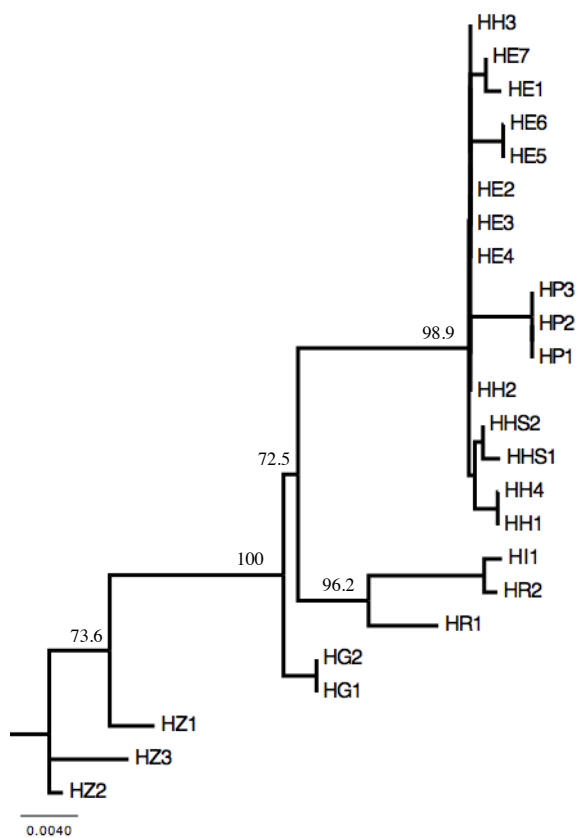 HH3
HE7
HE1
HE6
HE5
HE2
HE3
HE4
HP3
HP2
HP1
98.9
HH2
HHS2
HHS1
72.5
HH4
HH1
HI1
100
96.2
HR2
HR1
73.6
HG2
HG1
HZ1
HZ3
HZ2
0.0040